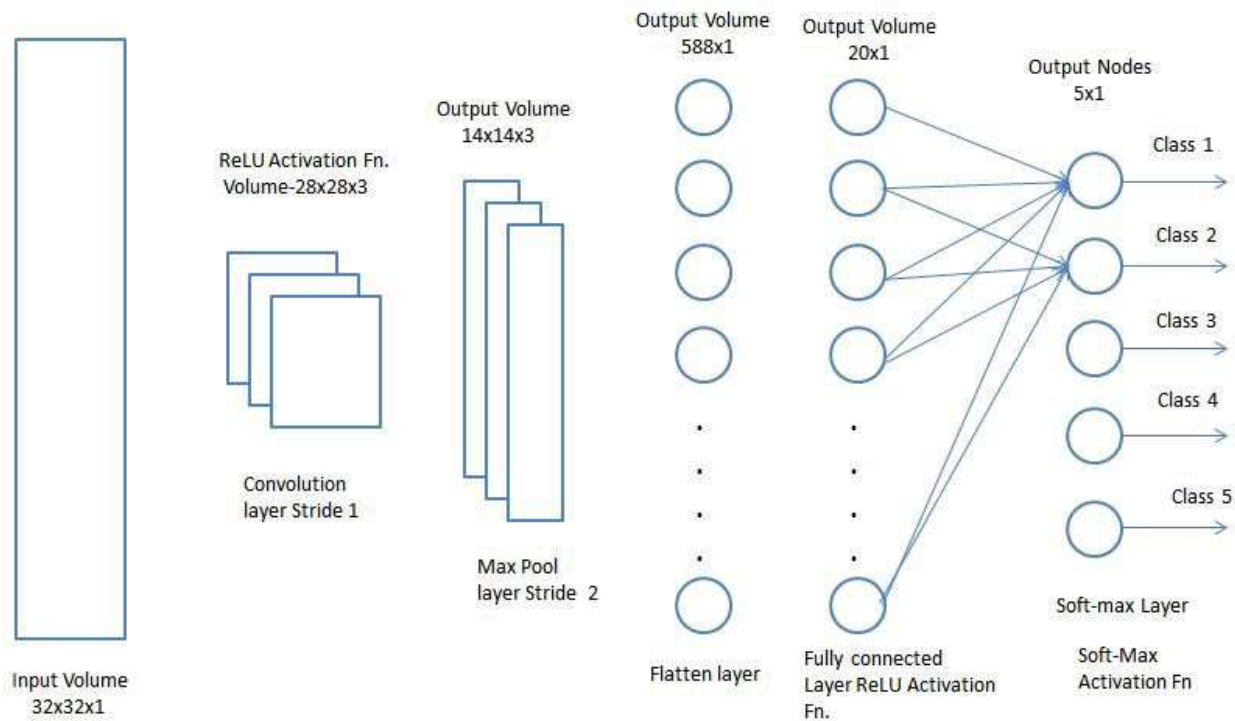 Input Volume
32x32x1
ReLU Activation Fn.
Volume-28x28x3
Convolution
layer Stride 1
Output Volume
14x14x3
Max Pool
layer Stride 2
Output Volume
588x1
Flatten layer
Output Volume
20x1
Fully connected
Layer ReLU Activation
Fn.
Output Nodes
5x1
Class 1
Class 2
Class 3
Class 4
Class 5
Soft-max Layer
Soft-Max
Activation Fn